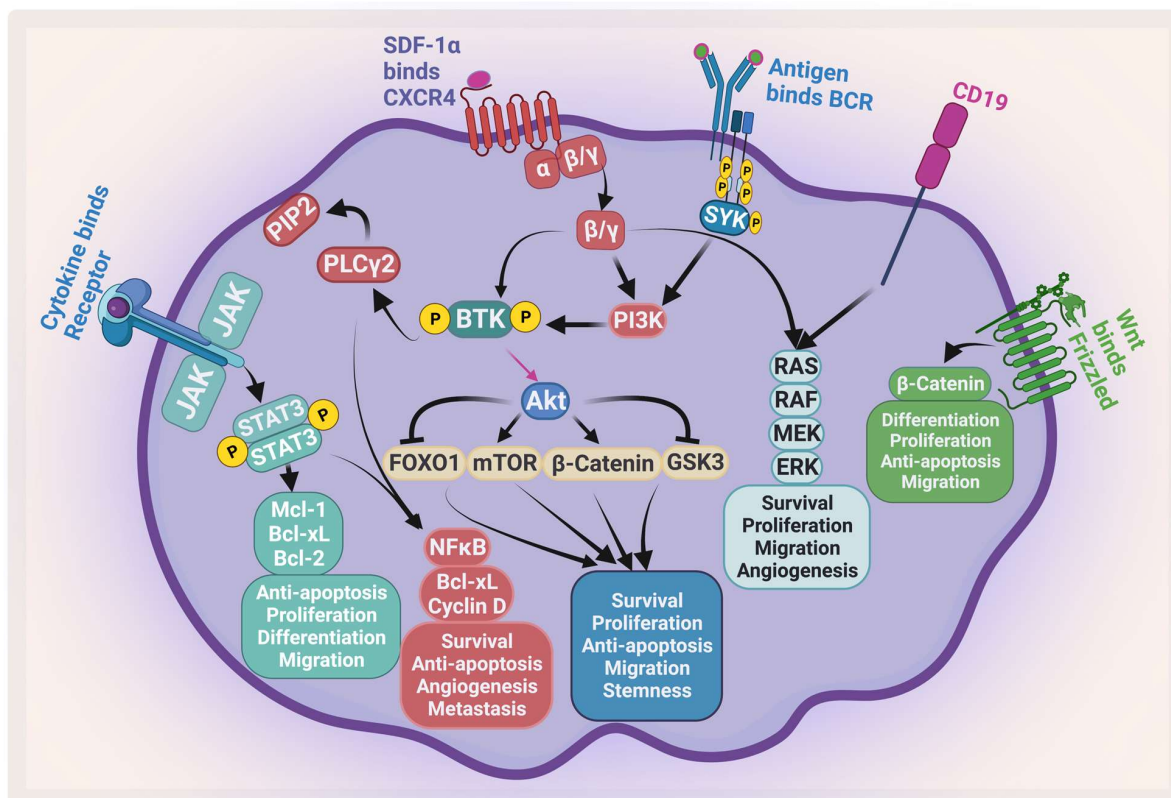 SDF-1α
binds
CXCR4
Antigen
binds BCR
CD19
α
β/γ
P
P
P
P
SYK
P
PIP2
β/γ
PLCγ2
Cytokine binds
Receptor
JAK
JAK
P
BTK
P
PI3K
Wnt
binds
Frizzled
RAS
RAF
MEK
ERK
β-Catenin
Differentiation
Proliferation
Anti-apoptosis
Migration
Akt
STAT3
P
P
STAT3
FOXO1
mTOR
β-Catenin
GSK3
Survival
Proliferation
Migration
Angiogenesis
Mcl-1
Bcl-xL
Bcl-2
Anti-apoptosis
Proliferation
Differentiation
Migration
NFκB
Bcl-xL
Cyclin D
Survival
Anti-apoptosis
Angiogenesis
Metastasis
Survival
Proliferation
Anti-apoptosis
Migration
Stemness